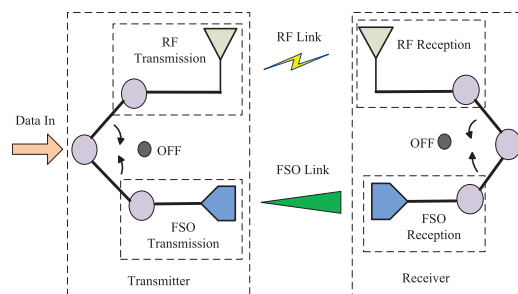 RF
Transmission
RF Link
RF Reception
Data In
OFF
OFF
FSO Link
FSO
Transmission
FSO
Reception
Transmitter
Receiver